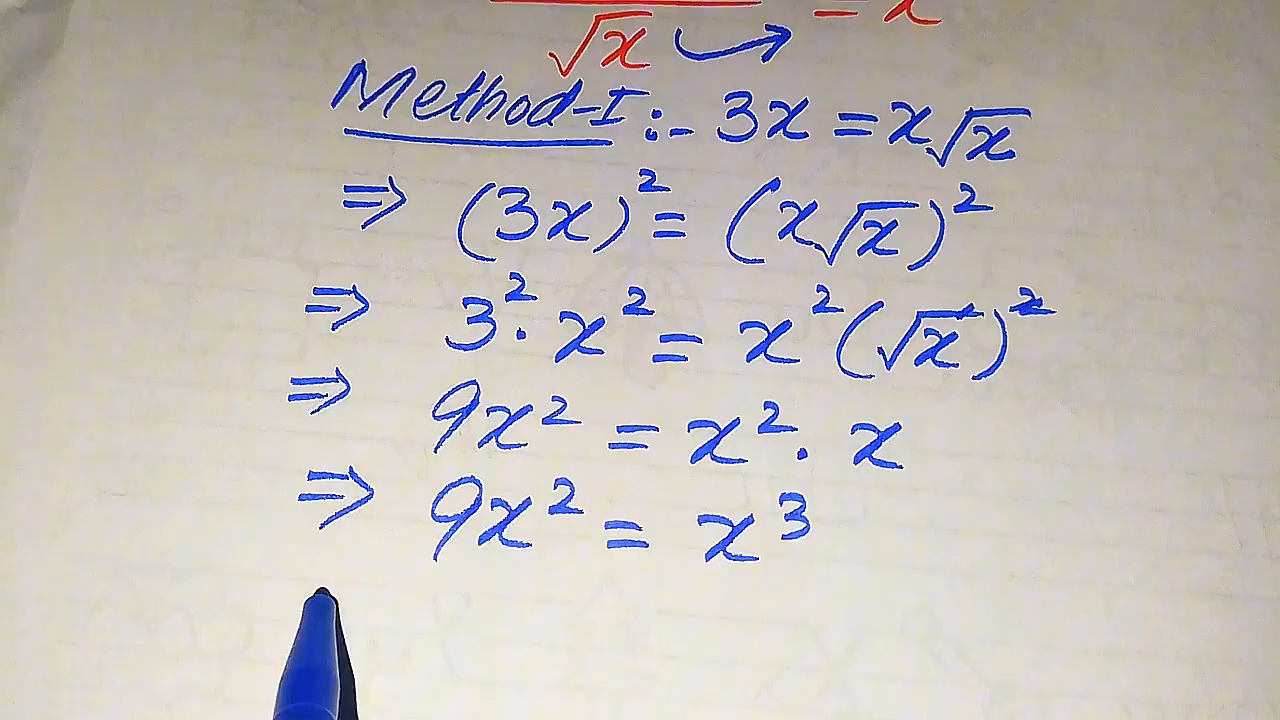 √x = x
Method-I :- 3x = x√x
⇒ (3x)² = (x√x)²
⇒ 3²·x² = x²(√x)²
⇒ 9x² = x²·x
⇒ 9x² = x³